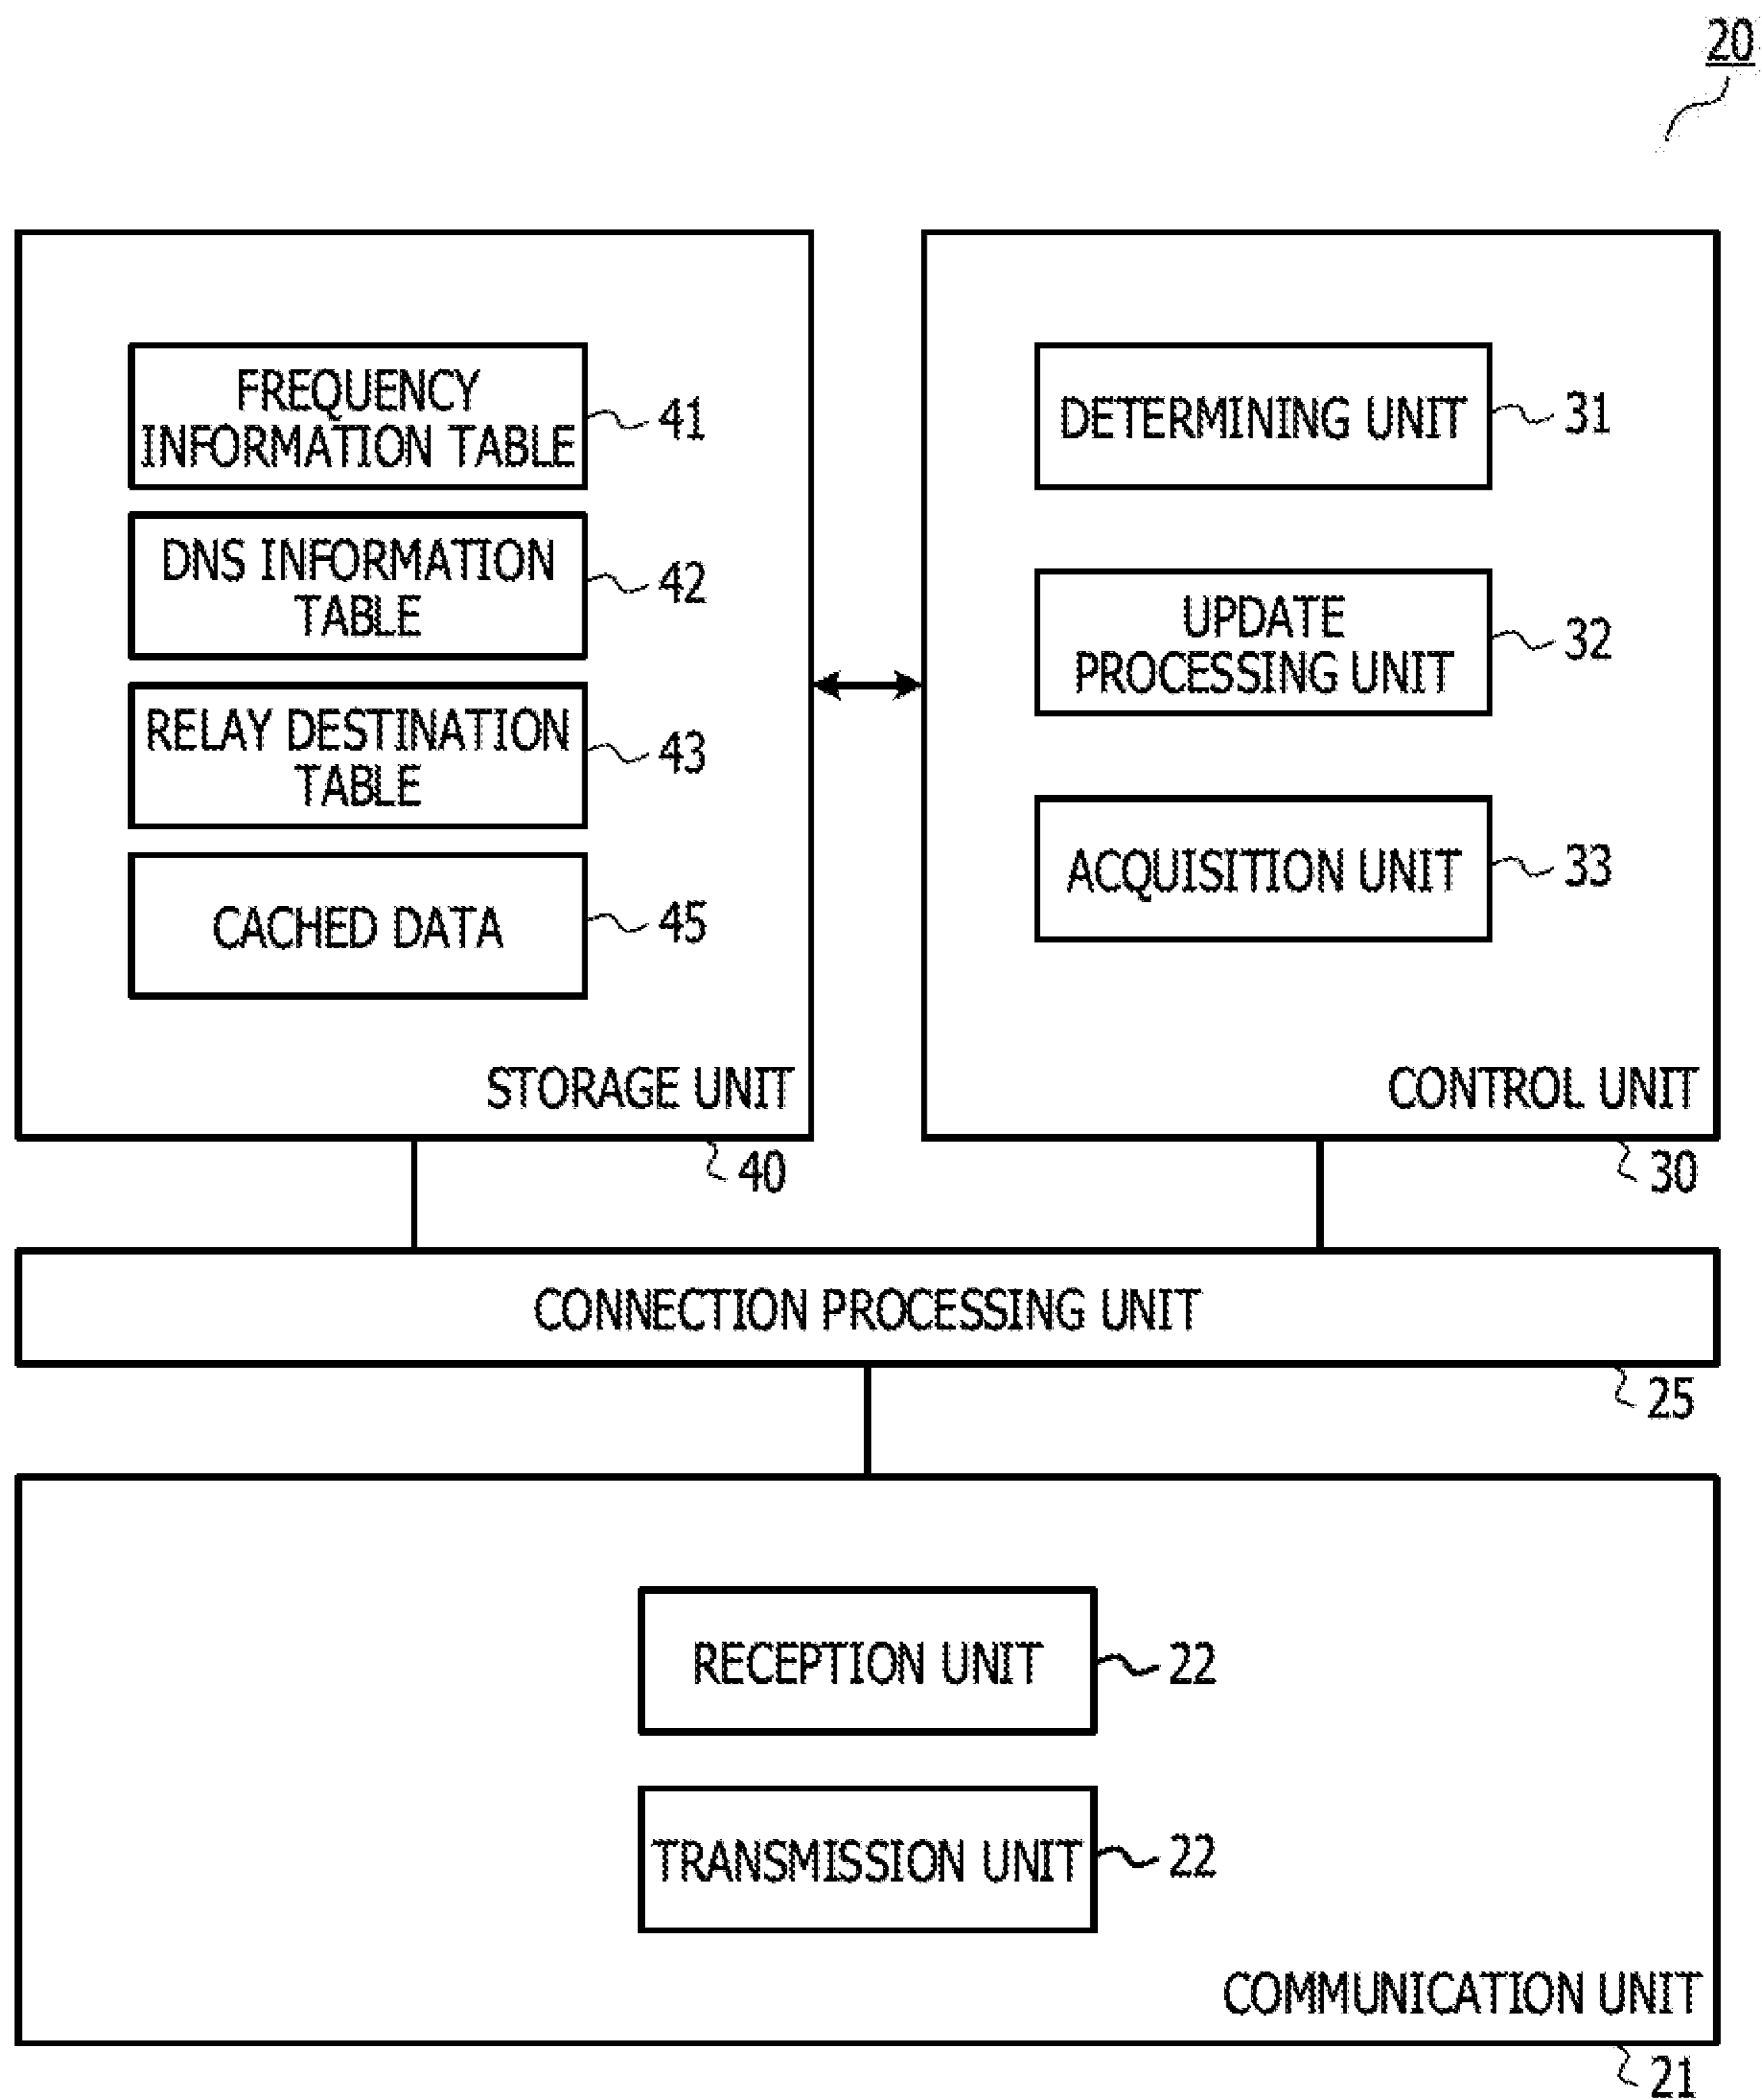 20
FREQUENCY
INFORMATION TABLE
41
DNS INFORMATION
TABLE
42
RELAY DESTINATION
TABLE
43
CACHED DATA
45
STORAGE UNIT
40
DETERMINING UNIT
31
UPDATE
PROCESSING UNIT
32
ACQUISITION UNIT
33
CONTROL UNIT
30
CONNECTION PROCESSING UNIT
25
RECEPTION UNIT
22
TRANSMISSION UNIT
22
COMMUNICATION UNIT
21